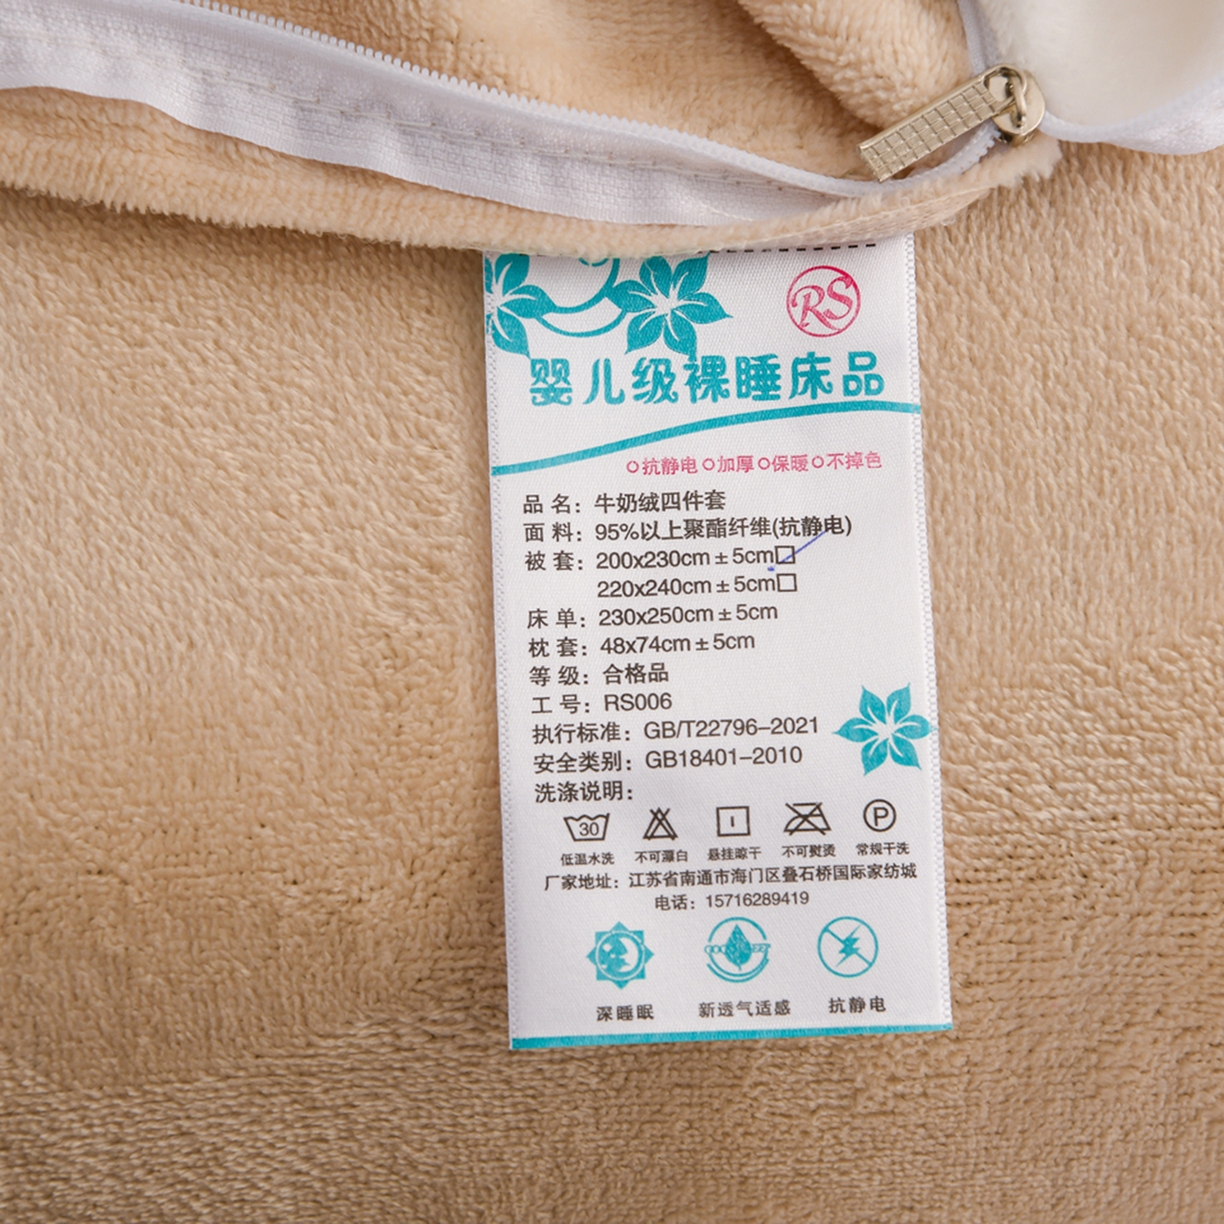 RS
婴儿级裸睡床品
○抗静电○加厚○保暖○不掉色
品 名：牛奶绒四件套
面 料：95%以上聚酯纤维(抗静电)
被 套：200x230cm±5cm□
220x240cm±5cm□
床 单：230x250cm±5cm
枕 套：48x74cm±5cm
等 级：合格品
工 号：RS006
执行标准：GB/T22796-2021
安全类别：GB18401-2010
洗涤说明：
30 P
低温水洗 不可漂白 悬挂晾干 不可熨烫 常规干洗
厂家地址：江苏省南通市海门区叠石桥国际家纺城
电话：15716289419
深睡眠 新透气适感 抗静电